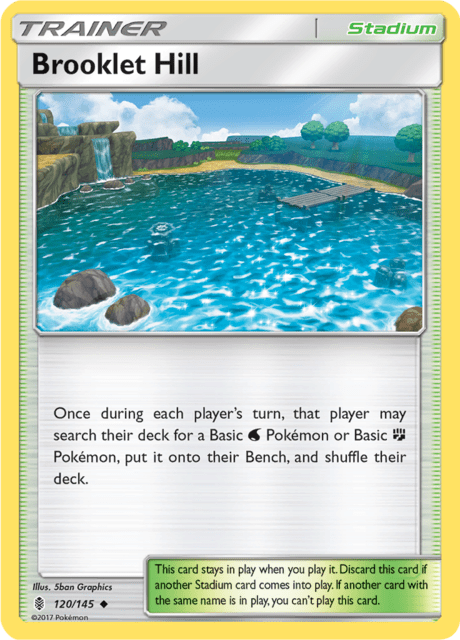 TRAINER
Stadium
Brooklet Hill
Once during each player's turn, that player may
search their deck for a Basic Pokémon or Basic
Pokémon, put it onto their Bench, and shuffle their
deck.
Illus. 5ban Graphics
This card stays in play when you play it. Discard this card if
another Stadium card comes into play. If another card with
the same name is in play, you can't play this card.
120/145
©2017 Pokémon